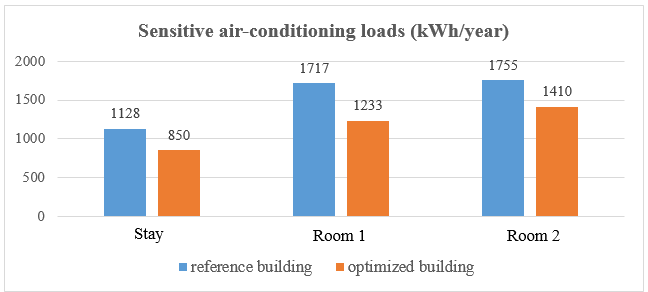 Sensitive air-conditioning loads (kWh/year)
2000
1500
1000
500
0
1128
850
1717
1233
1755
1410
Stay
Room 1
Room 2
reference building
optimized building